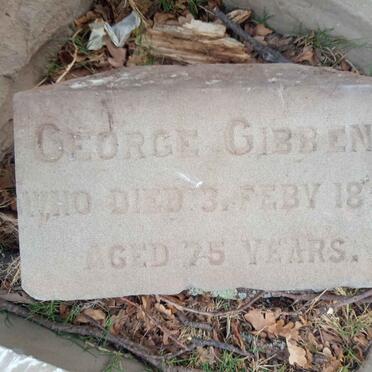 GEORGE GIBBEN
WHO DIED 3. FEBY 18
AGED 75 YEARS.